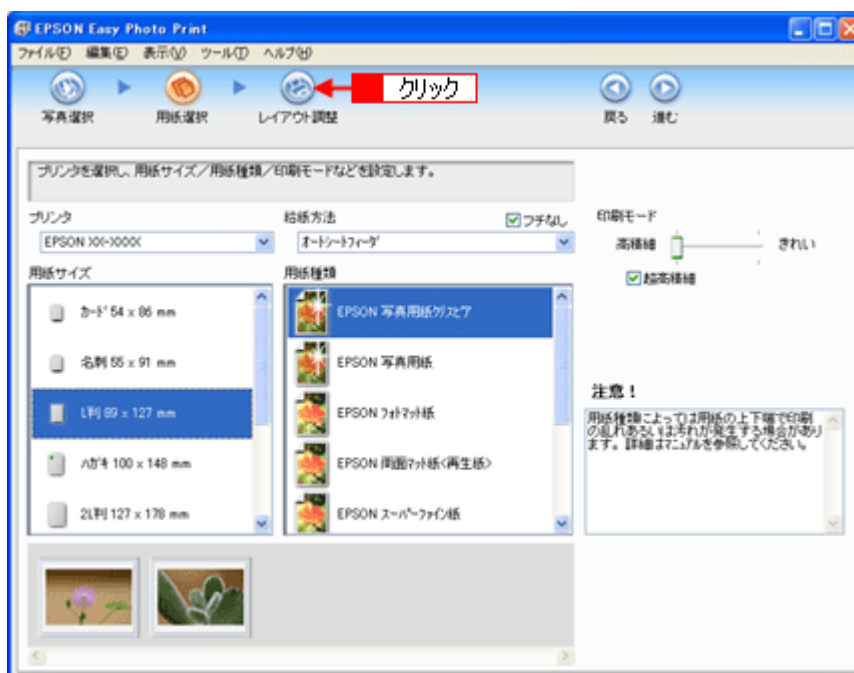 EPSON Easy Photo Print
ファイル(F) 編集(E) 表示(V) ツール(T) ヘルプ(H)
クリック
写真選択 用紙選択 レイアウト調整 戻る 進む
プリンタを選択し、用紙サイズ/用紙種類/印刷モードなどを設定します。
プリンタ 給紙方法 フチなし 印刷モード
EPSON XX-XXXX オートシートフィーダ 高精細 きれい
用紙サイズ 用紙種類 超高精細
カード 54 x 86 mm EPSON 写真用紙クリスピア
名刺 55 x 91 mm EPSON 写真用紙
注意!
L判 89 x 127 mm EPSON フォトマット紙
用紙種類によっては用紙の上下端で印刷
の乱れあるいは汚れが発生する場合があり
ます。詳細はマニュアルを参照してください。
ハガキ 100 x 148 mm EPSON 両面マット紙<再生紙>
2L判 127 x 178 mm EPSON スーパーファイン紙